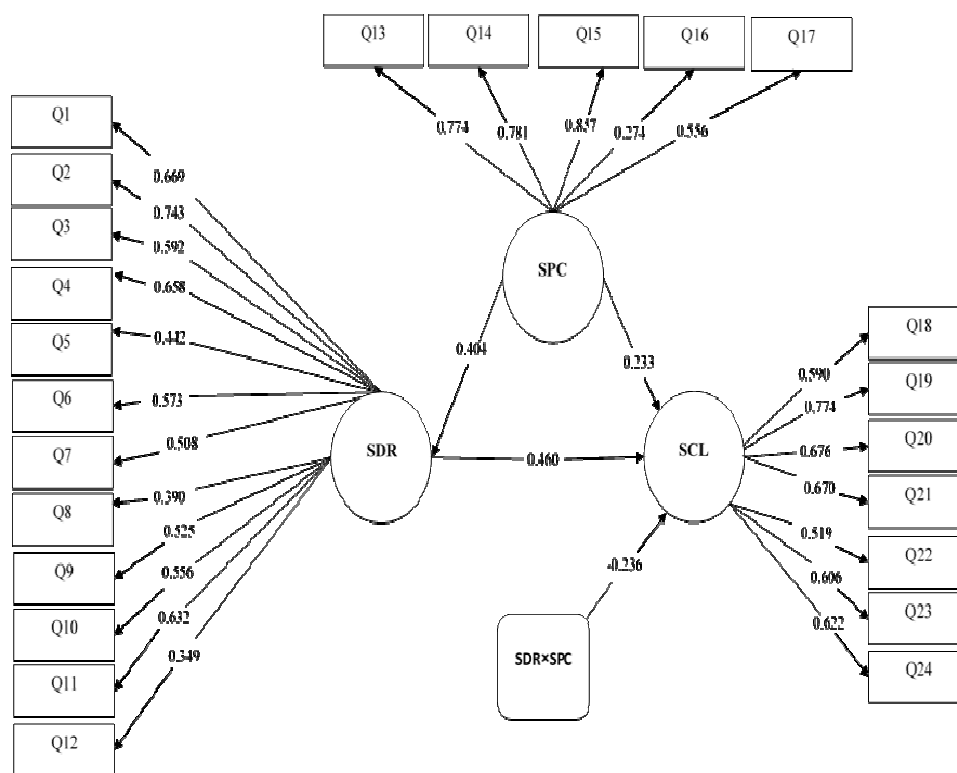 Q13
Q14
Q15
Q16
Q17
0.774
0.781
0.857
0.274
0.556
Q1
Q2
Q3
Q4
Q5
Q6
Q7
Q8
Q9
Q10
Q11
Q12
0.669
0.743
0.592
0.658
0.442
0.573
0.508
0.390
0.525
0.556
0.632
0.349
SPC
0.404
0.233
SDR
0.460
SCL
-0.236
SDR×SPC
0.590
0.774
0.676
0.670
0.519
0.606
0.622
Q18
Q19
Q20
Q21
Q22
Q23
Q24